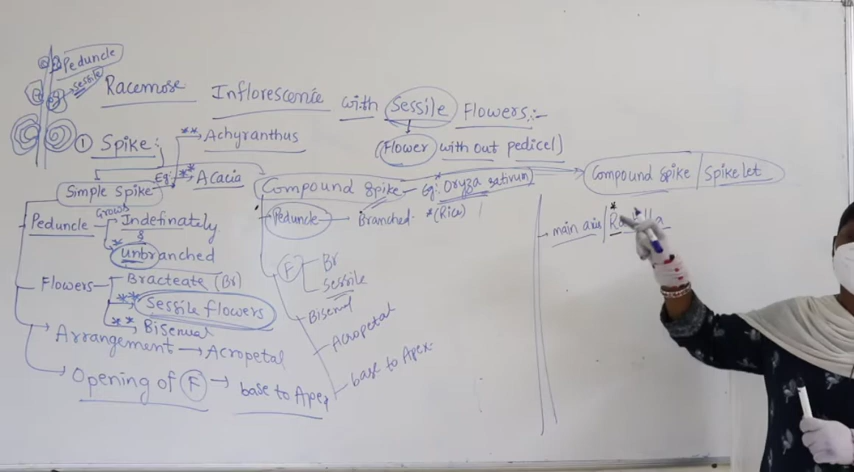 Peduncle
sessile
Racemose Inflorescence with Sessile Flowers:-
(Flower with out pedicel)
① Spike:
** Achyranthus
Eg: ** Acacia
Simple Spike
Compound Spike - Eg: * Oryza sativum
*(Rice)
Compound Spike / Spikelet
Peduncle
Grows
Indefinately
&
* unbranched
Flowers
Bracteate (Br)
** Sessile flowers
** Bisexual
Arrangement → Acropetal
Opening of F → base to Apex
Peduncle
Branched
F
Br
Sessile
Bisexual
Acropetal
base to Apex.
main axis /